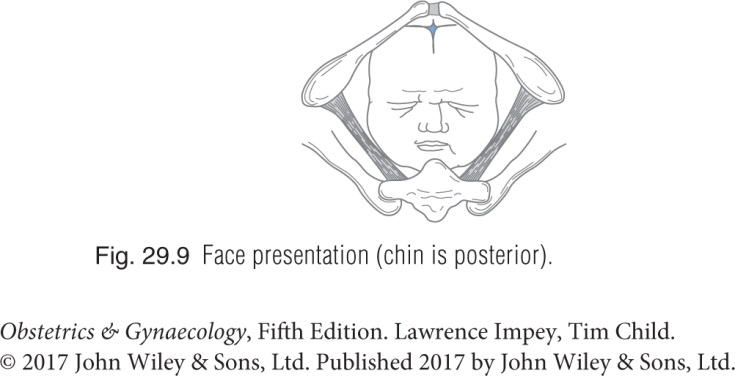 Fig. 29.9 Face presentation (chin is posterior).
Obstetrics & Gynaecology, Fifth Edition. Lawrence Impey, Tim Child.
© 2017 John Wiley & Sons, Ltd. Published 2017 by John Wiley & Sons, Ltd.